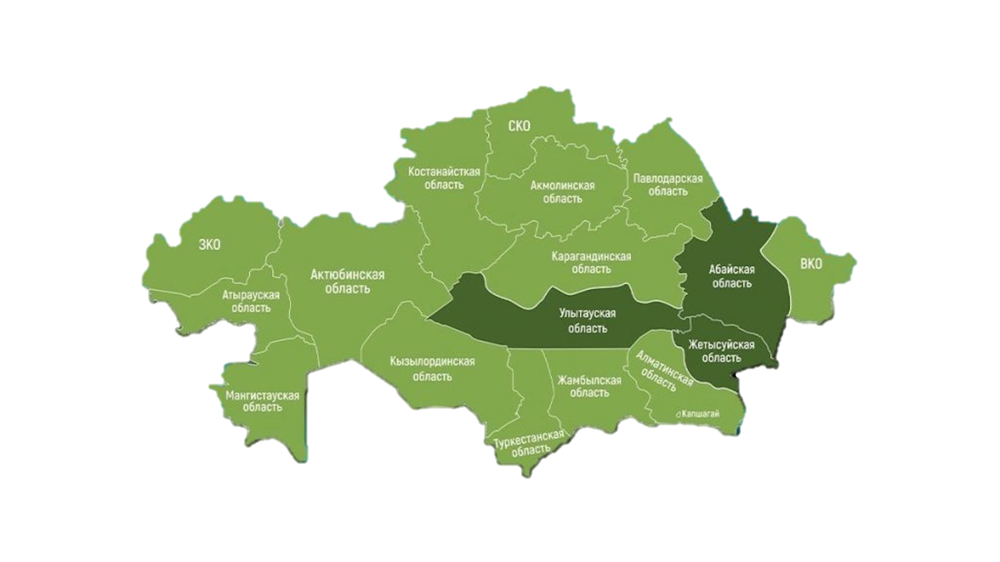 СКО
Костанайсткая
область
Акмолинская
область
Павлодарская
область
ЗКО
Актюбинская
область
Атырауская
область
Карагандинская
область
Абайская
область
ВКО
Улытауская
область
Жетысуйская
область
Кызылординская
область
Жамбылская
область
Алматинская
область
Капшагай
Мангистауская
область
Туркестанская
область